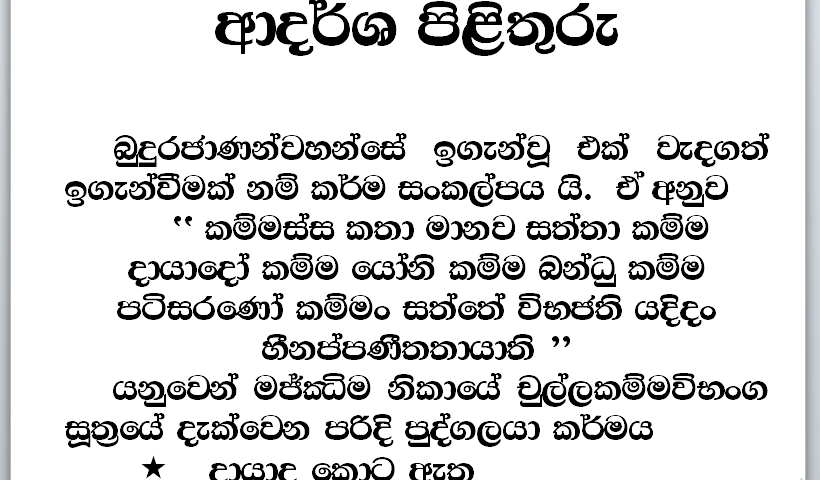 ආදර්ශ පිළිතුරු
බුදුරජාණන්වහන්සේ ඉගැන්වූ එක් වැදගත්
ඉගැන්වීමක් නම් කර්ම සංකල්පය යි. ඒ අනුව
“ කම්මස්ස කතා මානව සත්තා කම්ම
දායාදෝ කම්ම යෝනි කම්ම බන්ධු කම්ම
පටිසරණෝ කම්මං සත්තේ විභජති යදිදං
හීනප්පණීතතායාති ”
යනුවෙන් මජ්ඣිම නිකායේ චුල්ලකම්මවිභංග
සූත්‍රයේ දැක්වෙන පරිදි පුද්ගලයා කර්මය
★ දායාද කොට ඇත